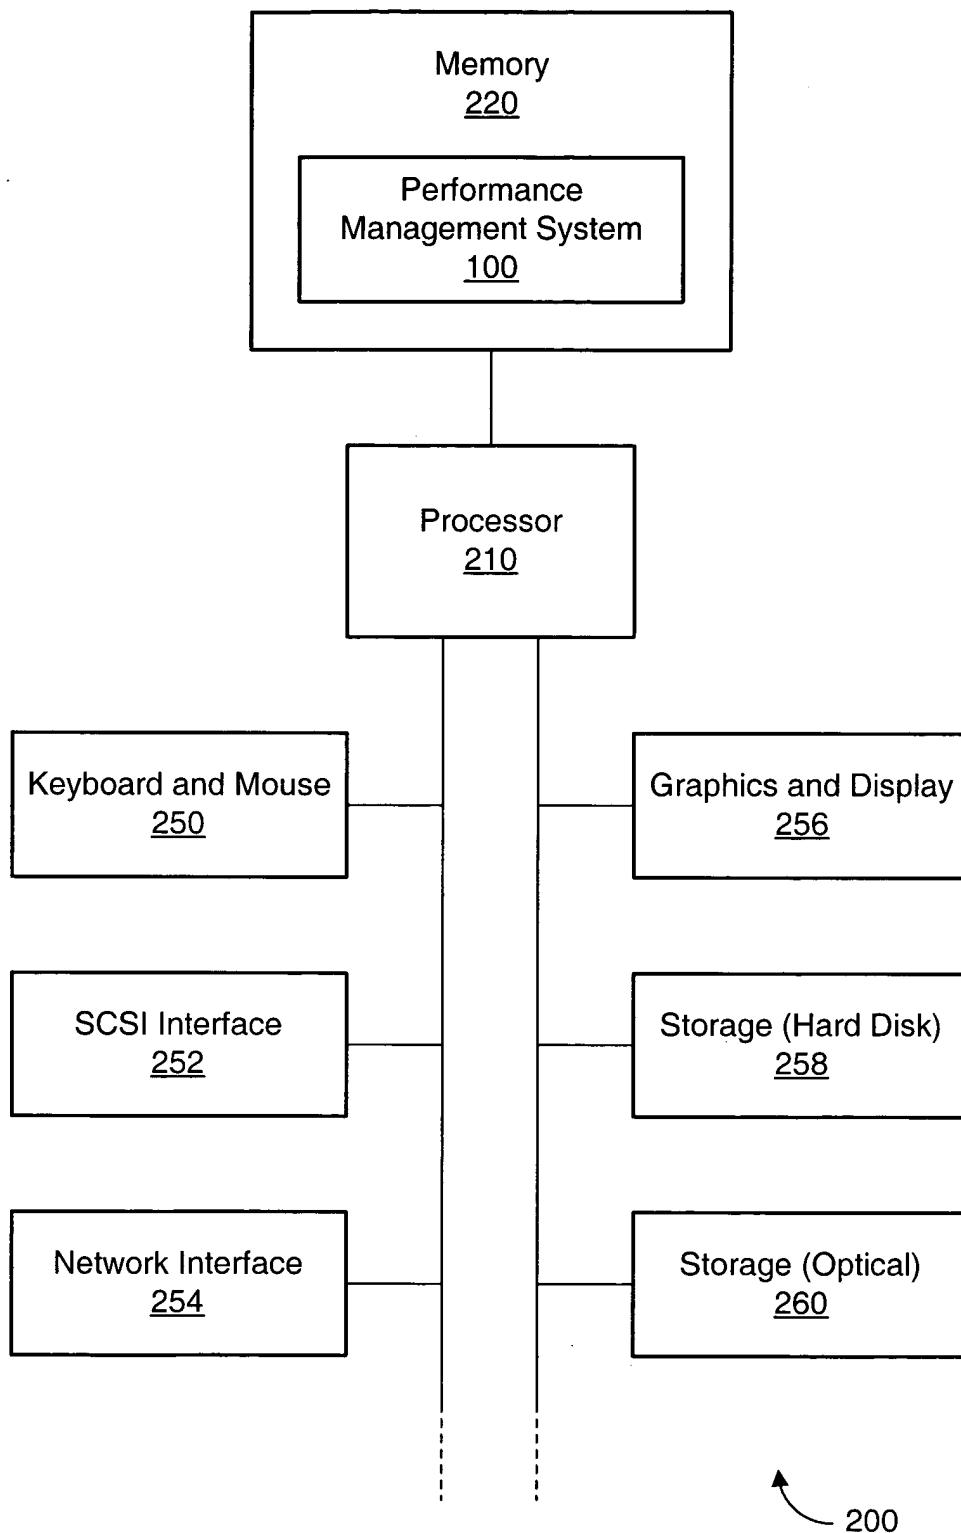 Memory
220
Performance
Management System
100
Processor
210
Keyboard and Mouse
250
Graphics and Display
256
SCSI Interface
252
Storage (Hard Disk)
258
Network Interface
254
Storage (Optical)
260
200